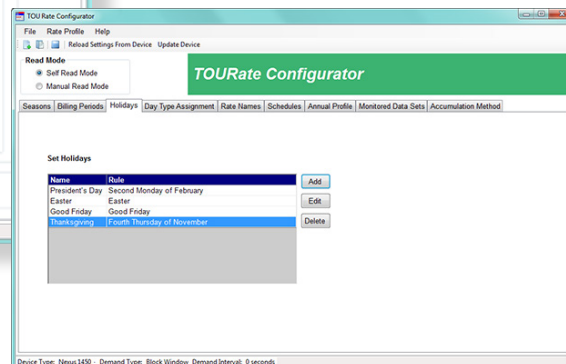 TOU Rate Configurator
File Rate Profile Help
Reload Settings From Device Update Device
Read Mode
Self Read Mode
Manual Read Mode
TOURate Configurator
Seasons Billing Periods Holidays Day Type Assignment Rate Names Schedules Annual Profile Monitored Data Sets Accumulation Method
Set Holidays
Name Rule
President's Day Second Monday of February
Easter Easter
Good Friday Good Friday
Thanksgiving Fourth Thursday of November
Add
Edit
Delete
Device Type: Nexus1450 - Demand Type: Block Window Demand Interval: 0 seconds